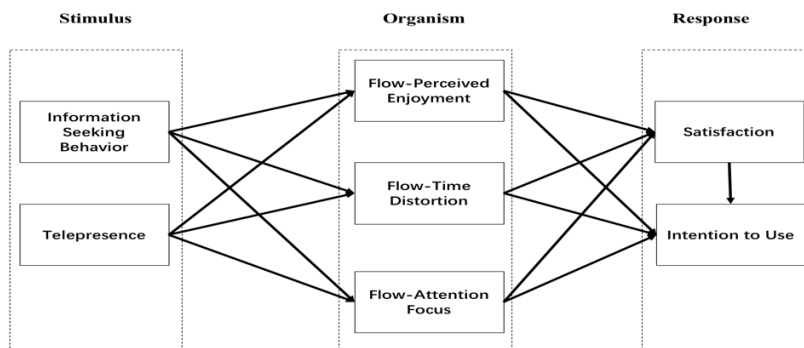 Stimulus
Organism
Response
Information
Seeking
Behavior
Telepresence
Flow-Perceived
Enjoyment
Flow-Time
Distortion
Flow-Attention
Focus
Satisfaction
Intention to Use